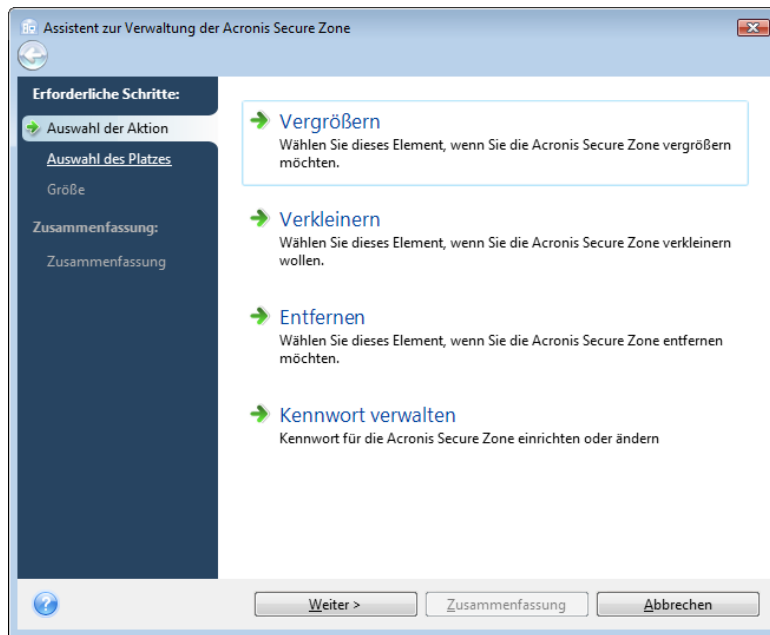 Assistent zur Verwaltung der Acronis Secure Zone
Erforderliche Schritte:
Auswahl der Aktion
Auswahl des Platzes
Größe
Zusammenfassung:
Zusammenfassung
Vergrößern
Wählen Sie dieses Element, wenn Sie die Acronis Secure Zone vergrößern
möchten.
Verkleinern
Wählen Sie dieses Element, wenn Sie die Acronis Secure Zone verkleinern
wollen.
Entfernen
Wählen Sie dieses Element, wenn Sie die Acronis Secure Zone entfernen
möchten.
Kennwort verwalten
Kennwort für die Acronis Secure Zone einrichten oder ändern
?
Weiter >
Zusammenfassung
Abbrechen